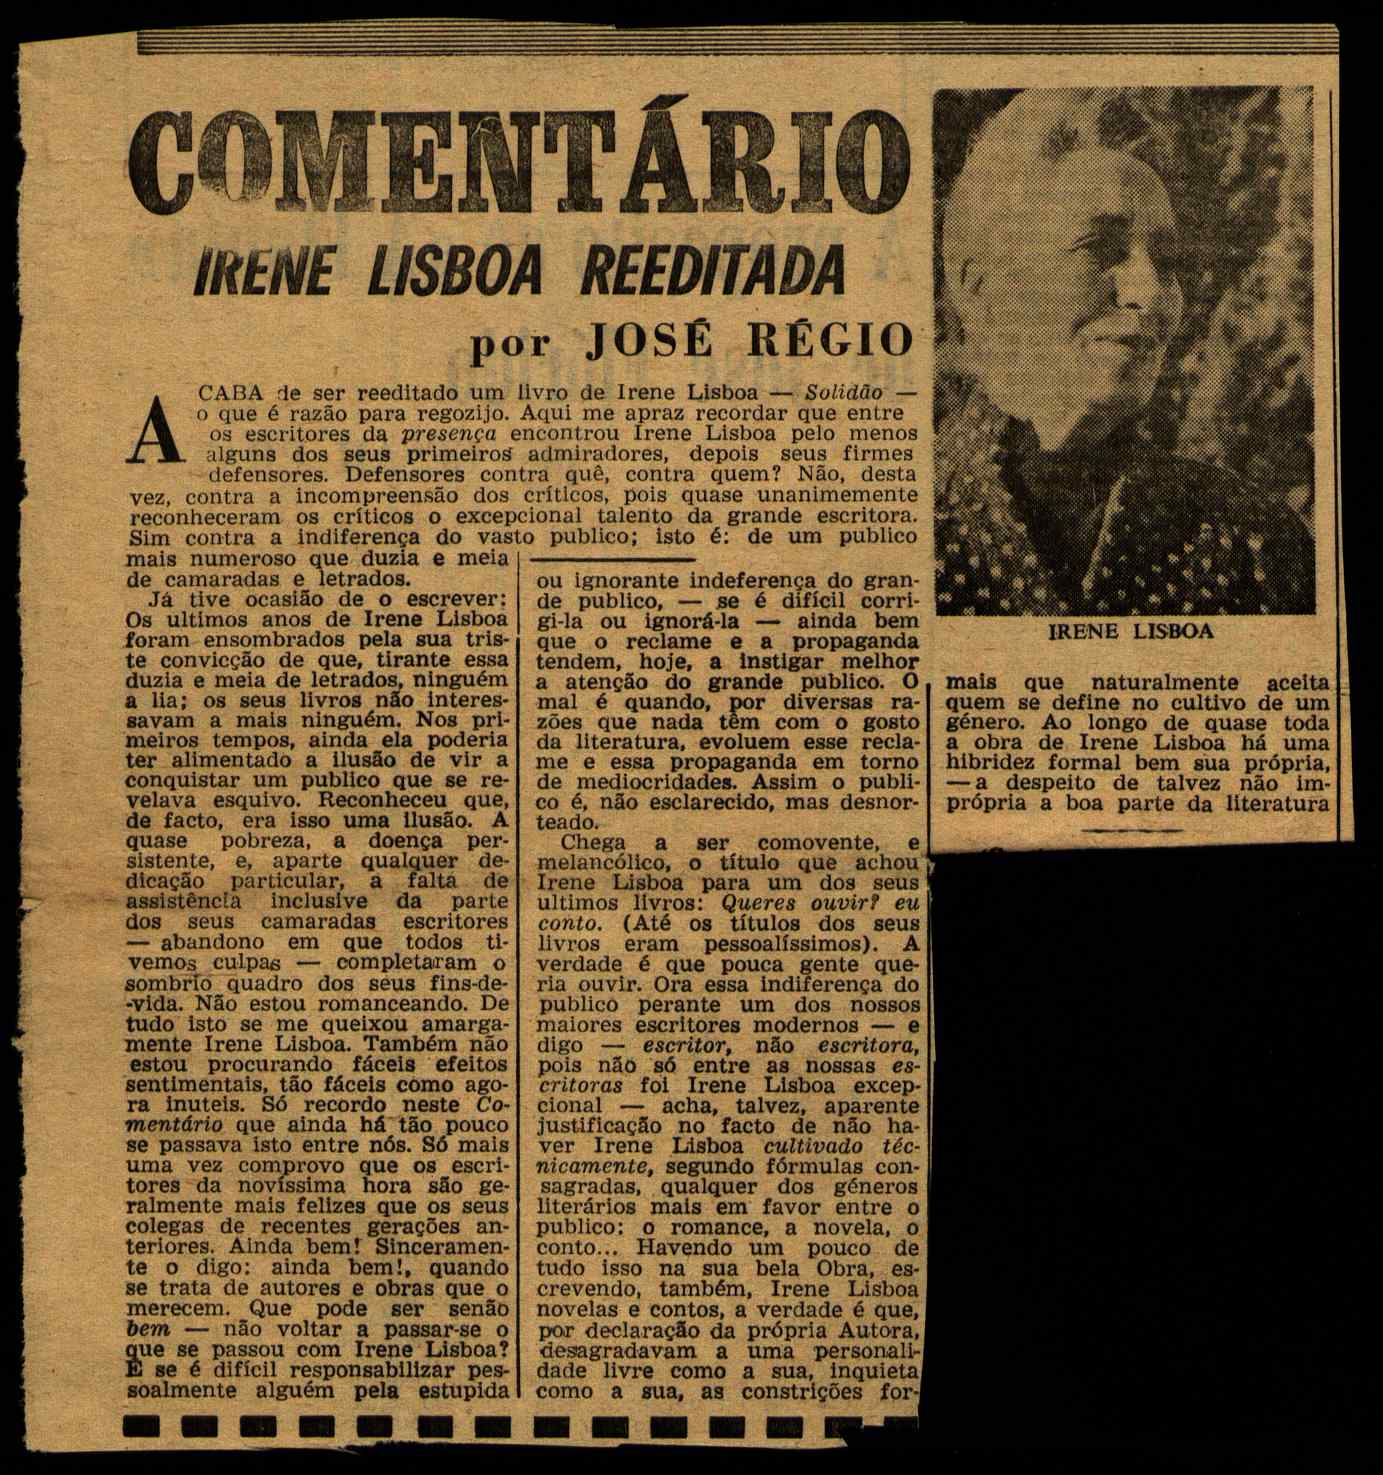 COMENTÁRIO
IRENE LISBOA REEDITADA
por JOSÉ RÉGIO
ACABA de ser reeditado um livro de Irene Lisboa — Solidão —
o que é razão para regozijo. Aqui me apraz recordar que entre
os escritores da presença encontrou Irene Lisboa pelo menos
alguns dos seus primeiros admiradores, depois seus firmes
defensores. Defensores contra quê, contra quem? Não, desta
vez, contra a incompreensão dos críticos, pois quase unanimemente
reconheceram os críticos o excepcional talento da grande escritora.
Sim contra a indiferença do vasto publico; isto é: de um publico
mais numeroso que duzia e meia
de camaradas e letrados.
Já tive ocasião de o escrever:
Os ultimos anos de Irene Lisboa
foram ensombrados pela sua tris-
te convicção de que, tirante essa
duzia e meia de letrados, ninguém
a lia; os seus livros não interes-
savam a mais ninguém. Nos pri-
meiros tempos, ainda ela poderia
ter alimentado a ilusão de vir a
conquistar um publico que se re-
velava esquivo. Reconheceu que,
de facto, era isso uma ilusão. A
quase pobreza, a doença per-
sistente, e, aparte qualquer de-
dicação particular, a falta de
assistência inclusive da parte
dos seus camaradas escritores
— abandono em que todos ti-
vemos culpas — completaram o
sombrio quadro dos seus fins-de-
-vida. Não estou romanceando. De
tudo isto se me queixou amarga-
mente Irene Lisboa. Também não
estou procurando fáceis efeitos
sentimentais, tão fáceis como ago-
ra inuteis. Só recordo neste Co-
mentário que ainda há tão pouco
se passava isto entre nós. Só mais
uma vez comprovo que os escri-
tores da novíssima hora são ge-
ralmente mais felizes que os seus
colegas de recentes gerações an-
teriores. Ainda bem! Sinceramen-
te o digo: ainda bem!, quando
se trata de autores e obras que o
merecem. Que pode ser senão
bem — não voltar a passar-se o
que se passou com Irene Lisboa?
E se é difícil responsabilizar pes-
soalmente alguém pela estupida
ou ignorante indeferença do gran-
de publico, — se é difícil corri-
gi-la ou ignorá-la — ainda bem
que o reclame e a propaganda
tendem, hoje, a instigar melhor
a atenção do grande publico. O
mal é quando, por diversas ra-
zões que nada têm com o gosto
da literatura, evoluem esse recla-
me e essa propaganda em torno
de mediocridades. Assim o publi-
co é, não esclarecido, mas desnor-
teado.
Chega a ser comovente, e
melancólico, o título que achou
Irene Lisboa para um dos seus
ultimos livros: Queres ouvir? eu
conto. (Até os títulos dos seus
livros eram pessoalíssimos). A
verdade é que pouca gente que-
ria ouvir. Ora essa indiferença do
publico perante um dos nossos
maiores escritores modernos — e
digo — escritor, não escritora,
pois não só entre as nossas es-
critoras foi Irene Lisboa excep-
cional — acha, talvez, aparente
justificação no facto de não ha-
ver Irene Lisboa cultivado téc-
nicamente, segundo fórmulas con-
sagradas, qualquer dos géneros
literários mais em favor entre o
publico: o romance, a novela, o
conto... Havendo um pouco de
tudo isso na sua bela Obra, es-
crevendo, também, Irene Lisboa
novelas e contos, a verdade é que,
por declaração da própria Autora,
desagradavam a uma personali-
dade livre como a sua, inquieta
como a sua, as constrições for-
IRENE LISBOA
mais que naturalmente aceita
quem se define no cultivo de um
género. Ao longo de quase toda
a obra de Irene Lisboa há uma
hibridez formal bem sua própria,
— a despeito de talvez não im-
própria a boa parte da literatura